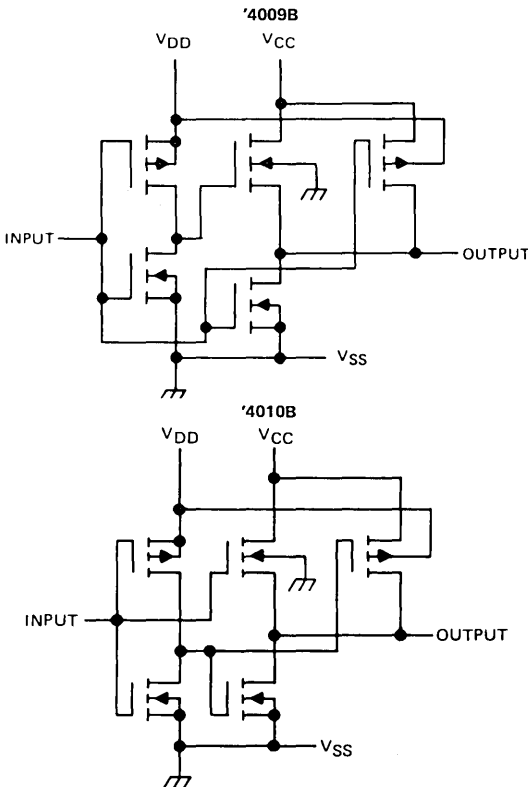 '4009B
VDD
VCC
INPUT
OUTPUT
VSS
'4010B
VDD
VCC
INPUT
OUTPUT
VSS